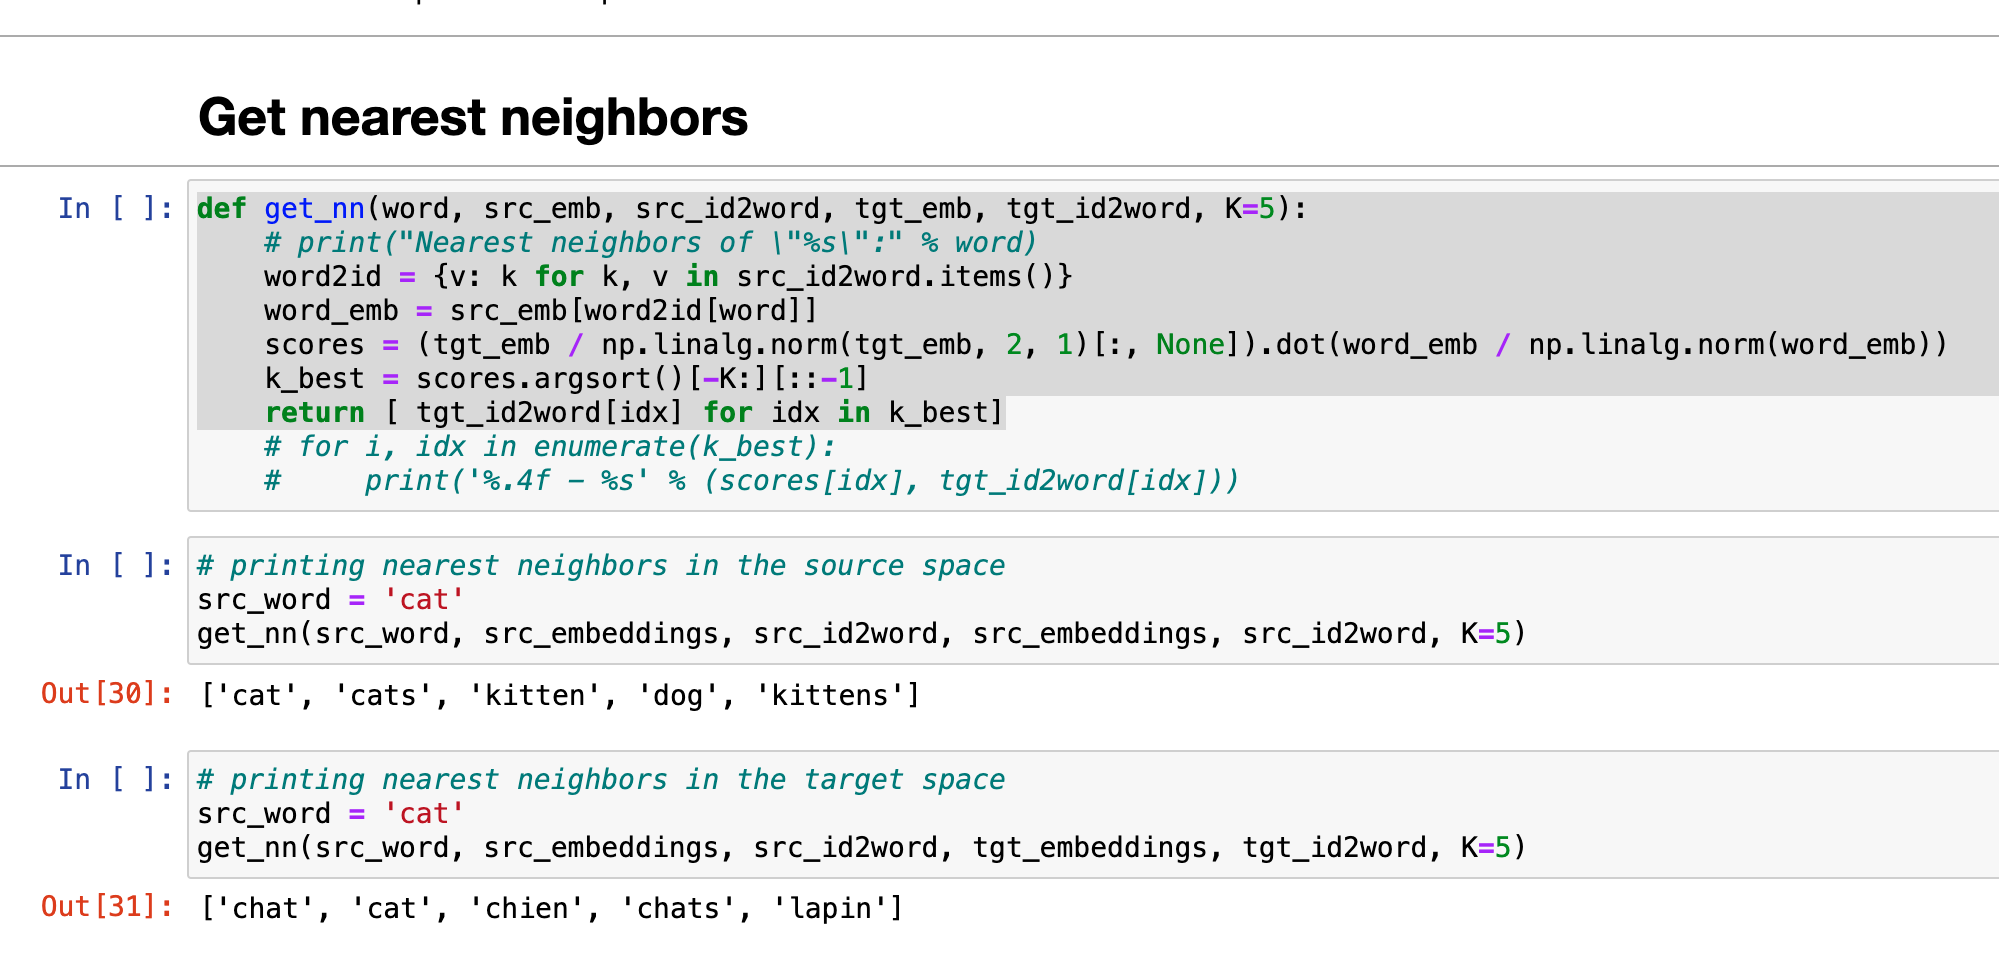 Get nearest neighbors
In [ ]:
def get_nn(word, src_emb, src_id2word, tgt_emb, tgt_id2word, K=5):
    # print("Nearest neighbors of \"%s\":" % word)
    word2id = {v: k for k, v in src_id2word.items()}
    word_emb = src_emb[word2id[word]]
    scores = (tgt_emb / np.linalg.norm(tgt_emb, 2, 1)[:, None]).dot(word_emb / np.linalg.norm(word_emb))
    k_best = scores.argsort()[-K:][::-1]
    return [ tgt_id2word[idx] for idx in k_best]
    # for i, idx in enumerate(k_best):
    #     print('%.4f - %s' % (scores[idx], tgt_id2word[idx]))
In [ ]:
# printing nearest neighbors in the source space
src_word = 'cat'
get_nn(src_word, src_embeddings, src_id2word, src_embeddings, src_id2word, K=5)
Out[30]: ['cat', 'cats', 'kitten', 'dog', 'kittens']
In [ ]:
# printing nearest neighbors in the target space
src_word = 'cat'
get_nn(src_word, src_embeddings, src_id2word, tgt_embeddings, tgt_id2word, K=5)
Out[31]: ['chat', 'cat', 'chien', 'chats', 'lapin']